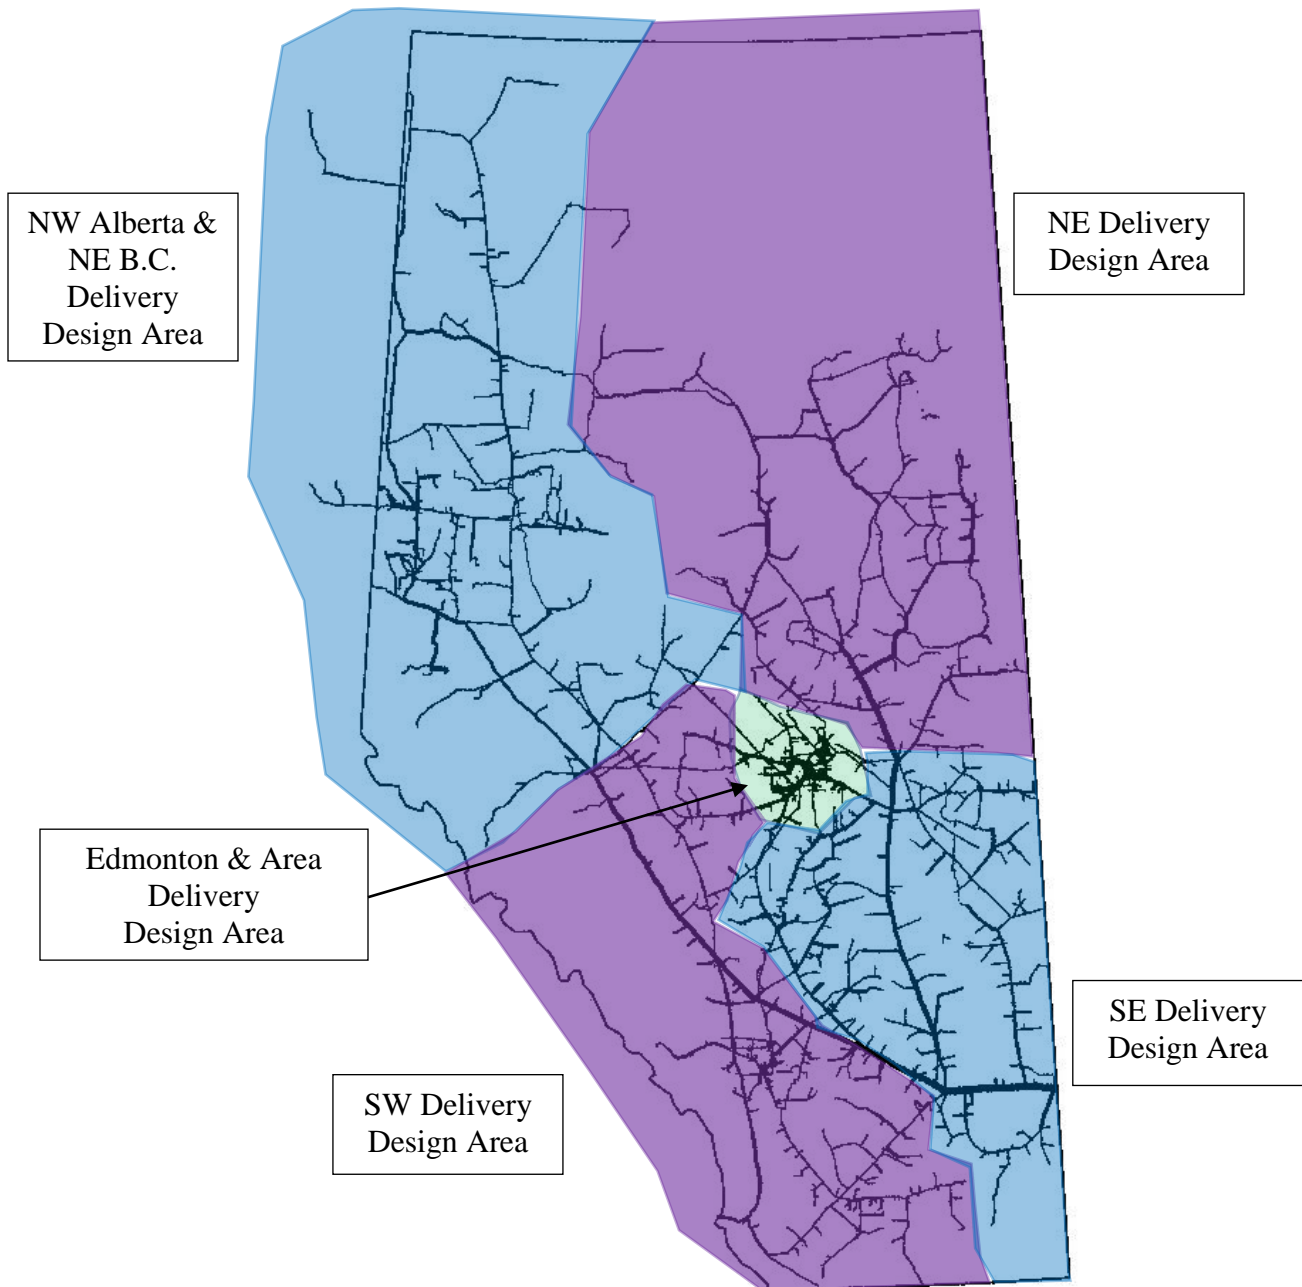 NW Alberta &
NE B.C.
Delivery
Design Area
NE Delivery
Design Area
Edmonton & Area
Delivery
Design Area
SE Delivery
Design Area
SW Delivery
Design Area